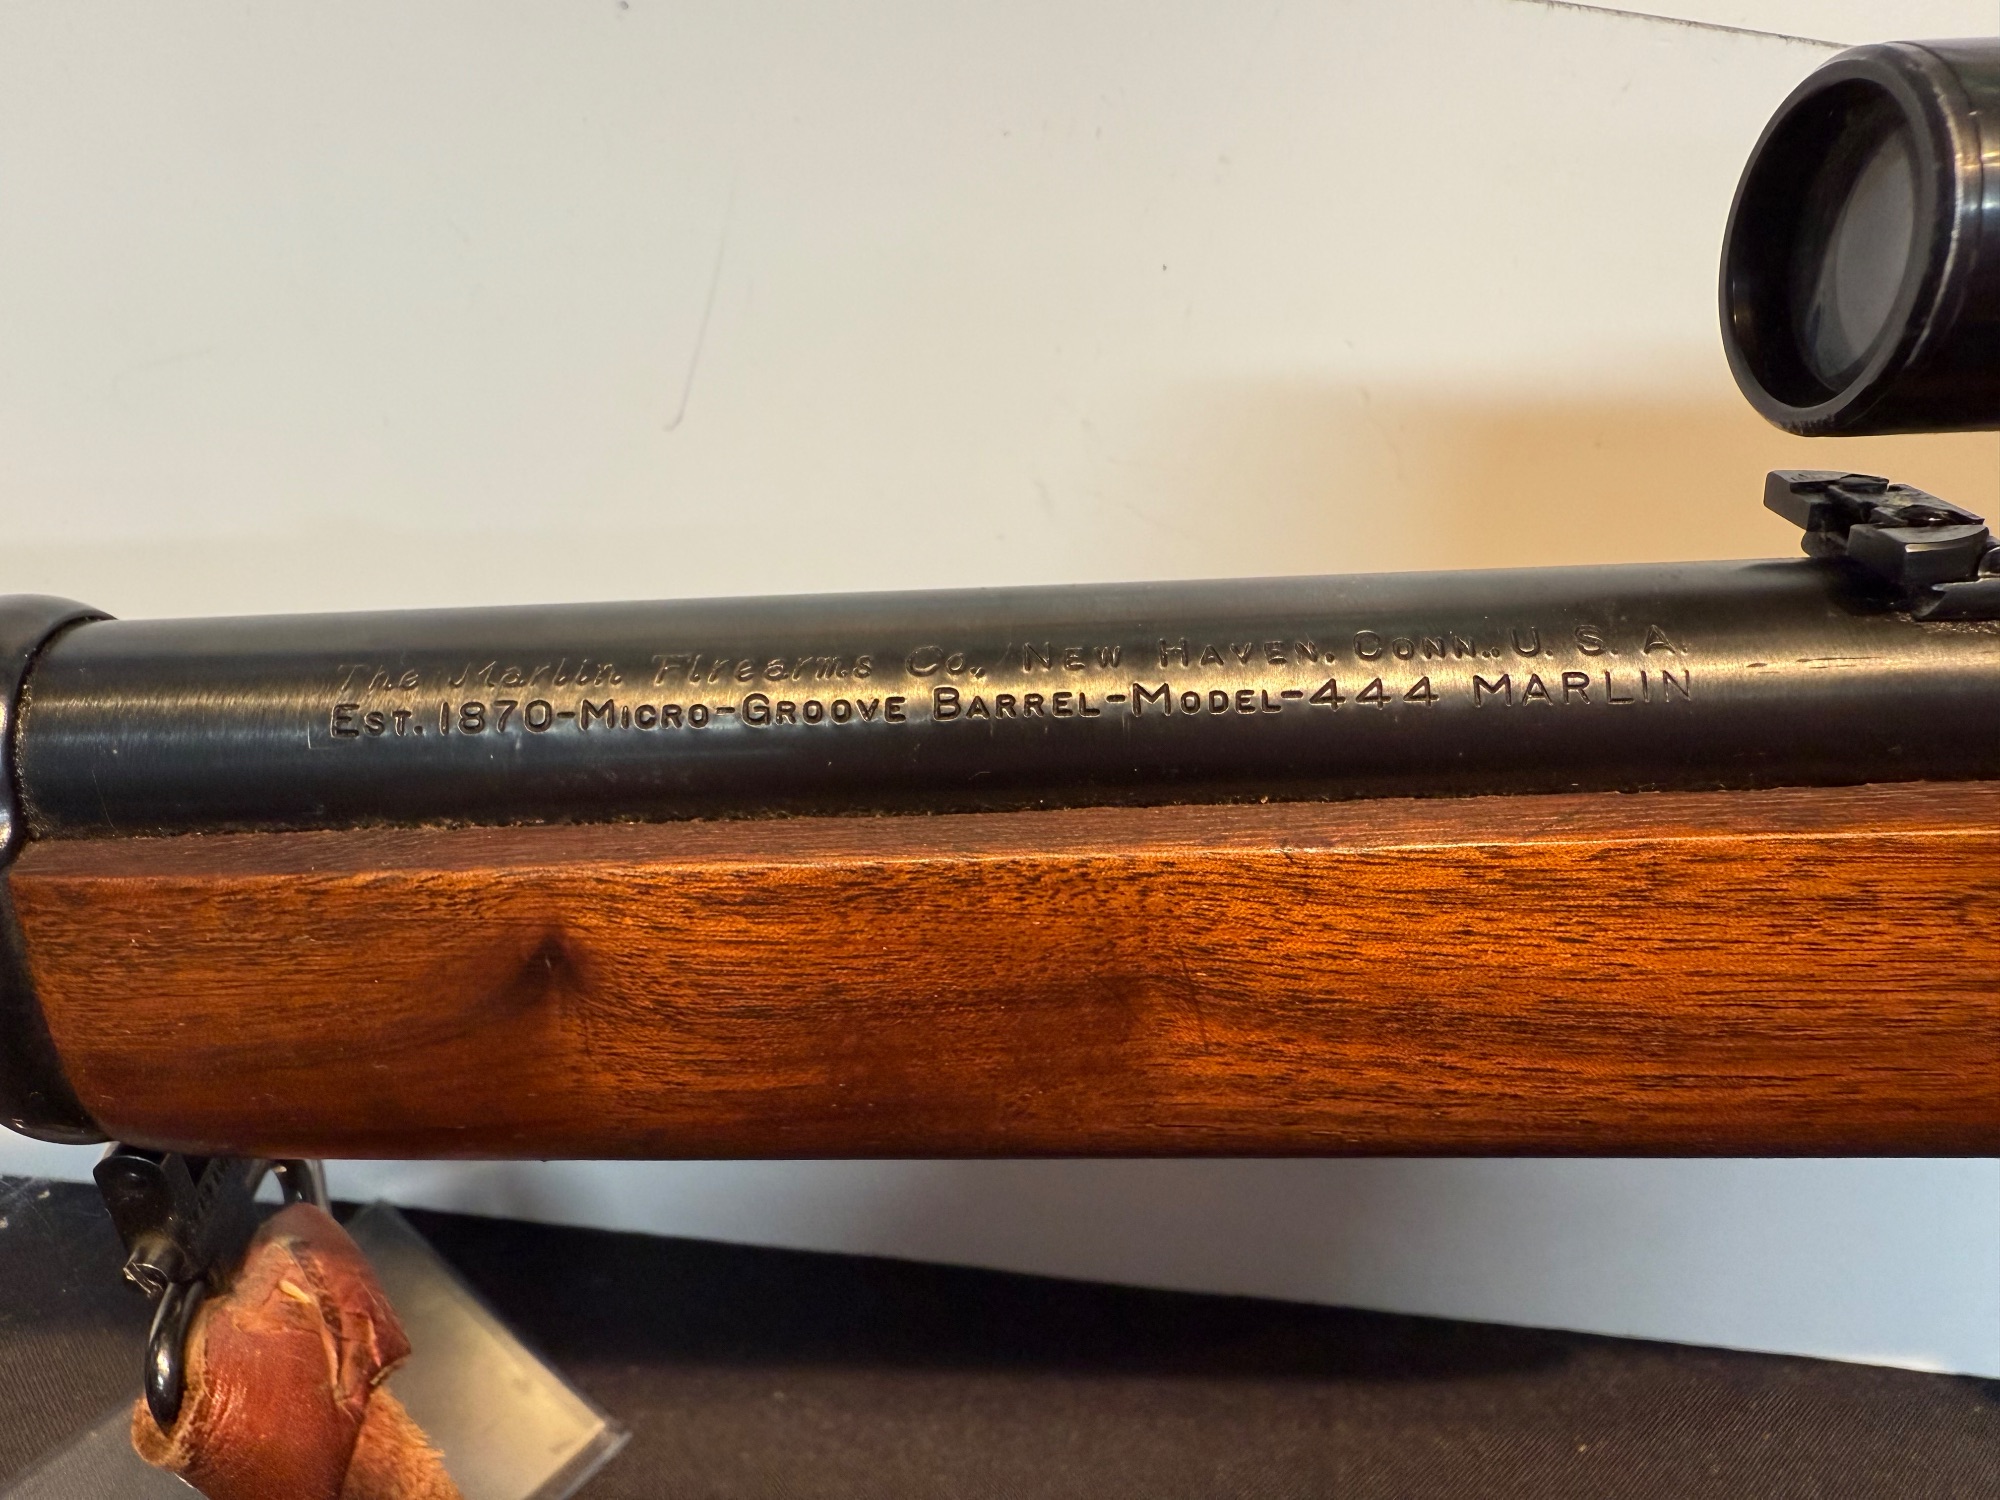 The Marlin Firearms Co., New Haven, Conn., U. S. A.
Est. 1870-Micro-Groove Barrel-Model-444 MARLIN